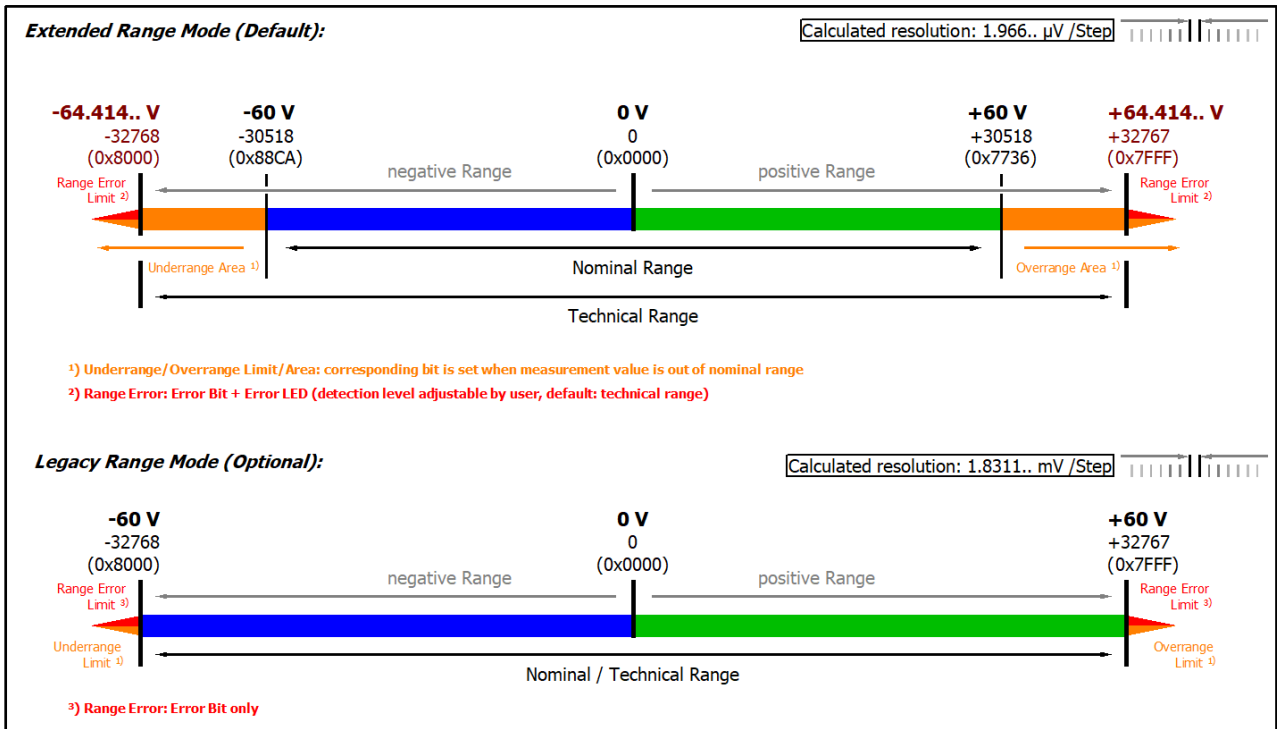 Extended Range Mode (Default):
Calculated resolution: 1.966.. µV /Step
-64.414.. V
-60 V
0 V
+60 V
+64.414.. V
-32768
-30518
0
+30518
+32767
(0x8000)
(0x88CA)
(0x0000)
(0x7736)
(0x7FFF)
negative Range
positive Range
Range Error
Limit ²⁾
Range Error
Limit ²⁾
Underrange Area ¹⁾
Nominal Range
Overrange Area ¹⁾
Technical Range
¹) Underrange/Overrange Limit/Area: corresponding bit is set when measurement value is out of nominal range
²) Range Error: Error Bit + Error LED (detection level adjustable by user, default: technical range)
Legacy Range Mode (Optional):
Calculated resolution: 1.8311.. mV /Step
-60 V
0 V
+60 V
-32768
0
+32767
(0x8000)
(0x0000)
(0x7FFF)
negative Range
positive Range
Range Error
Limit ³⁾
Range Error
Limit ³⁾
Underrange
Limit ¹⁾
Overrange
Limit ¹⁾
Nominal / Technical Range
³) Range Error: Error Bit only